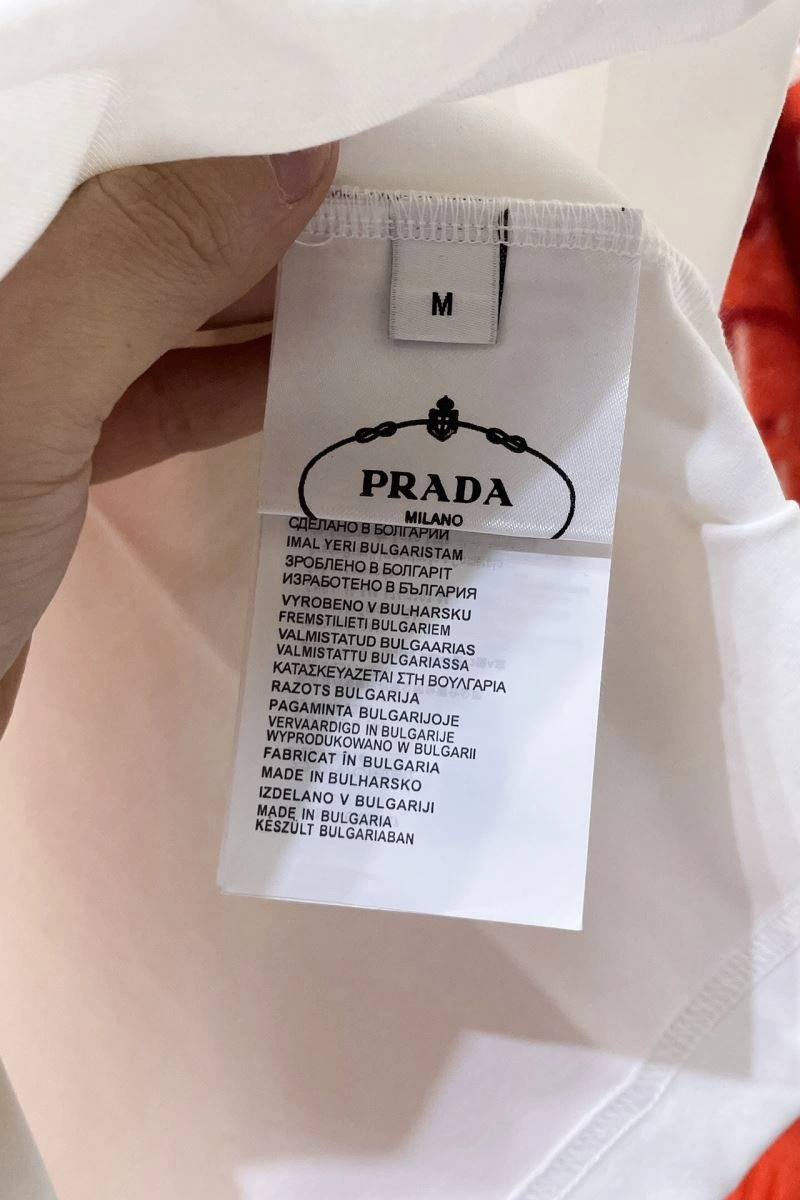 M
PRADA
MILANO
СДЕЛАНО В БОЛГАРИИ
IMAL YERI BULGARISTAM
ЗРОБЛЕНО В БОЛГАРІТ
ИЗРАБОТЕНО В БЪЛГАРИЯ
VYROBENO V BULHARSKU
FREMSTILIETI BULGARIEM
VALMISTATUD BULGAARIAS
VALMISTATTU BULGARIASSA
ΚΑΤΑΣΚΕΥΑΖΕΤΑΙ ΣΤΗ ΒΟΥΛΓΑΡΙΑ
RAZOTS BULGARIJA
PAGAMINTA BULGARIJOJE
VERVAARDIGD IN BULGARIJE
WYPRODUKOWANO W BULGARII
FABRICAT ÎN BULGARIA
MADE IN BULHARSKO
IZDELANO V BULGARIJI
MADE IN BULGARIA
KÉSZÜLT BULGARIABAN